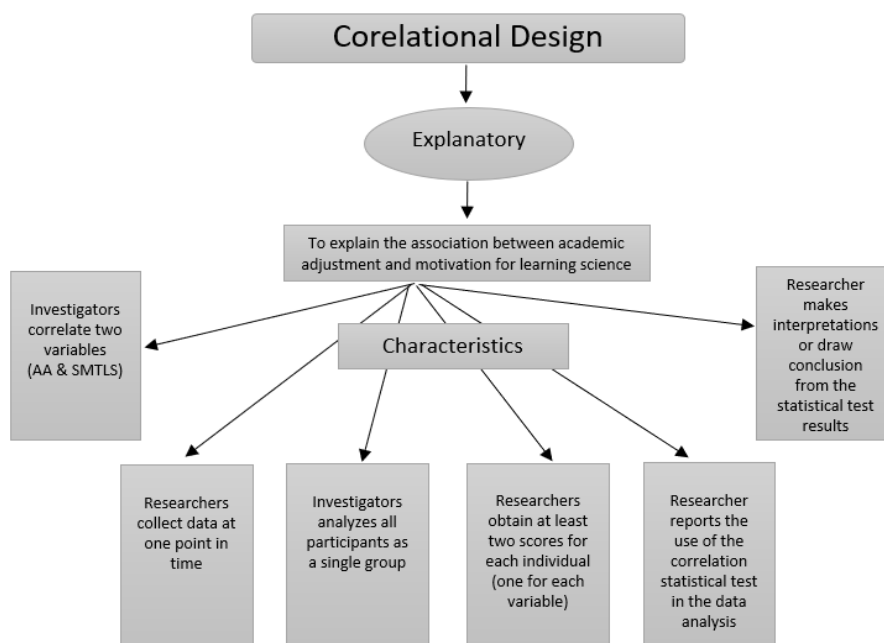 Corelational Design
Explanatory
To explain the association between academic
adjustment and motivation for learning science
Investigators
correlate two
variables
(AA & SMTLS)
Characteristics
Researcher
makes
interpretations
or draw
conclusion
from the
statistical test
results
Researchers
collect data at
one point in
time
Investigators
analyzes all
participants as
a single group
Researchers
obtain at least
two scores for
each individual
(one for each
variable)
Researcher
reports the
use of the
correlation
statistical test
in the data
analysis